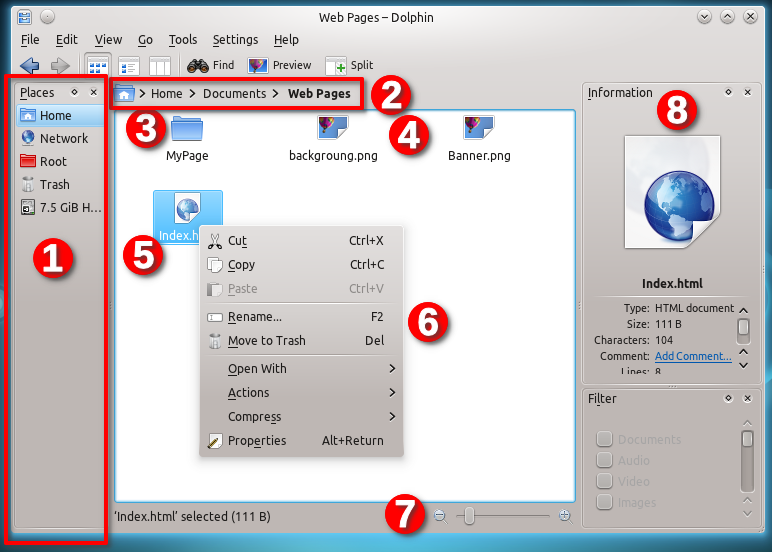 Web Pages – Dolphin
File Edit View Go Tools Settings Help
Find Preview Split
Places
Home
Network
Root
Trash
7.5 GiB H...
1
Home > Documents > Web Pages
2
3
MyPage
backgroung.png
4
Banner.png
Index.h
5
Cut Ctrl+X
Copy Ctrl+C
Paste Ctrl+V
Rename... F2
Move to Trash Del
Open With >
Actions >
Compress >
Properties Alt+Return
6
'Index.html' selected (111 B)
7
Information
8
Index.html
Type: HTML document
Size: 111 B
Characters: 104
Comment: Add Comment...
Lines: 8
Filter
Documents
Audio
Video
Images